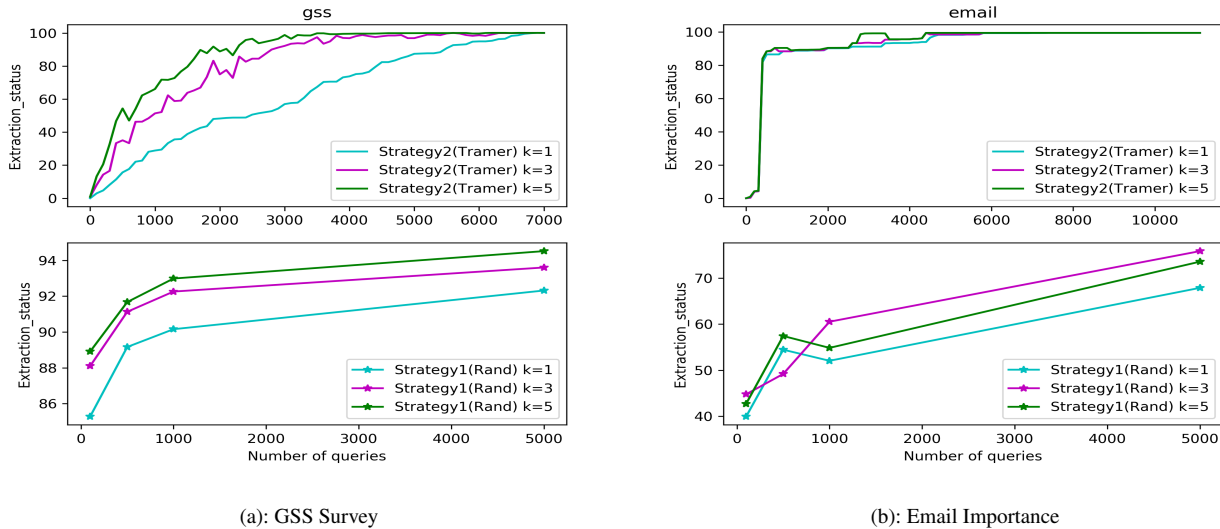 gss
100
80
60
40
20
0
Extraction_status
Strategy2(Tramer) k=1
Strategy2(Tramer) k=3
Strategy2(Tramer) k=5
0 1000 2000 3000 4000 5000 6000 7000
94
92
90
88
86
Extraction_status
Strategy1(Rand) k=1
Strategy1(Rand) k=3
Strategy1(Rand) k=5
0 1000 2000 3000 4000 5000
Number of queries
(a): GSS Survey
email
100
80
60
40
20
0
Extraction_status
Strategy2(Tramer) k=1
Strategy2(Tramer) k=3
Strategy2(Tramer) k=5
0 2000 4000 6000 8000 10000
70
60
50
40
Extraction_status
Strategy1(Rand) k=1
Strategy1(Rand) k=3
Strategy1(Rand) k=5
0 1000 2000 3000 4000 5000
Number of queries
(b): Email Importance